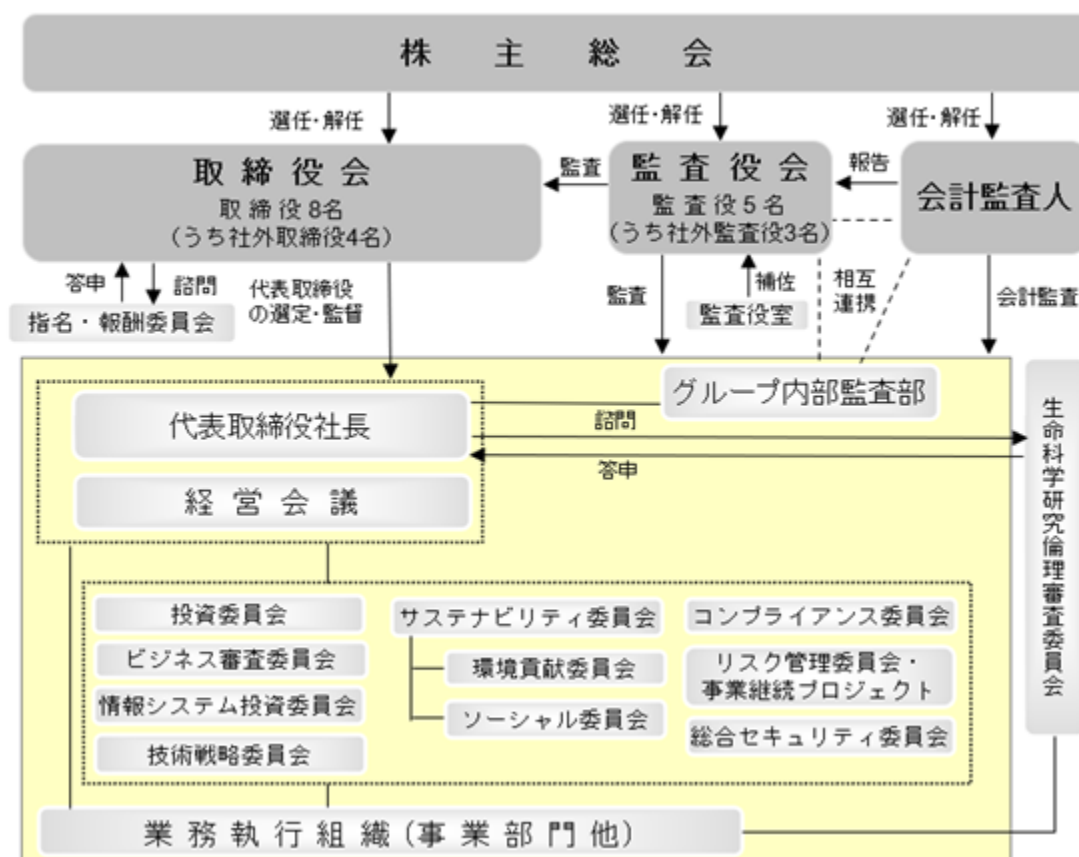 株主総会
選任・解任
選任・解任
選任・解任
取締役会
取締役8名
（うち社外取締役4名）
監査
監査役会
監査役5名
（うち社外監査役3名）
報告
会計監査人
答申
諮問
代表取締役
の選定・監督
指名・報酬委員会
監査
補佐
監査役室
相互
連携
会計監査
グループ内部監査部
代表取締役社長
諮問
答申
経営会議
生命科学研究倫理審査委員会
投資委員会
ビジネス審査委員会
情報システム投資委員会
技術戦略委員会
サステナビリティ委員会
環境貢献委員会
ソーシャル委員会
コンプライアンス委員会
リスク管理委員会・
事業継続プロジェクト
総合セキュリティ委員会
業務執行組織（事業部門他）